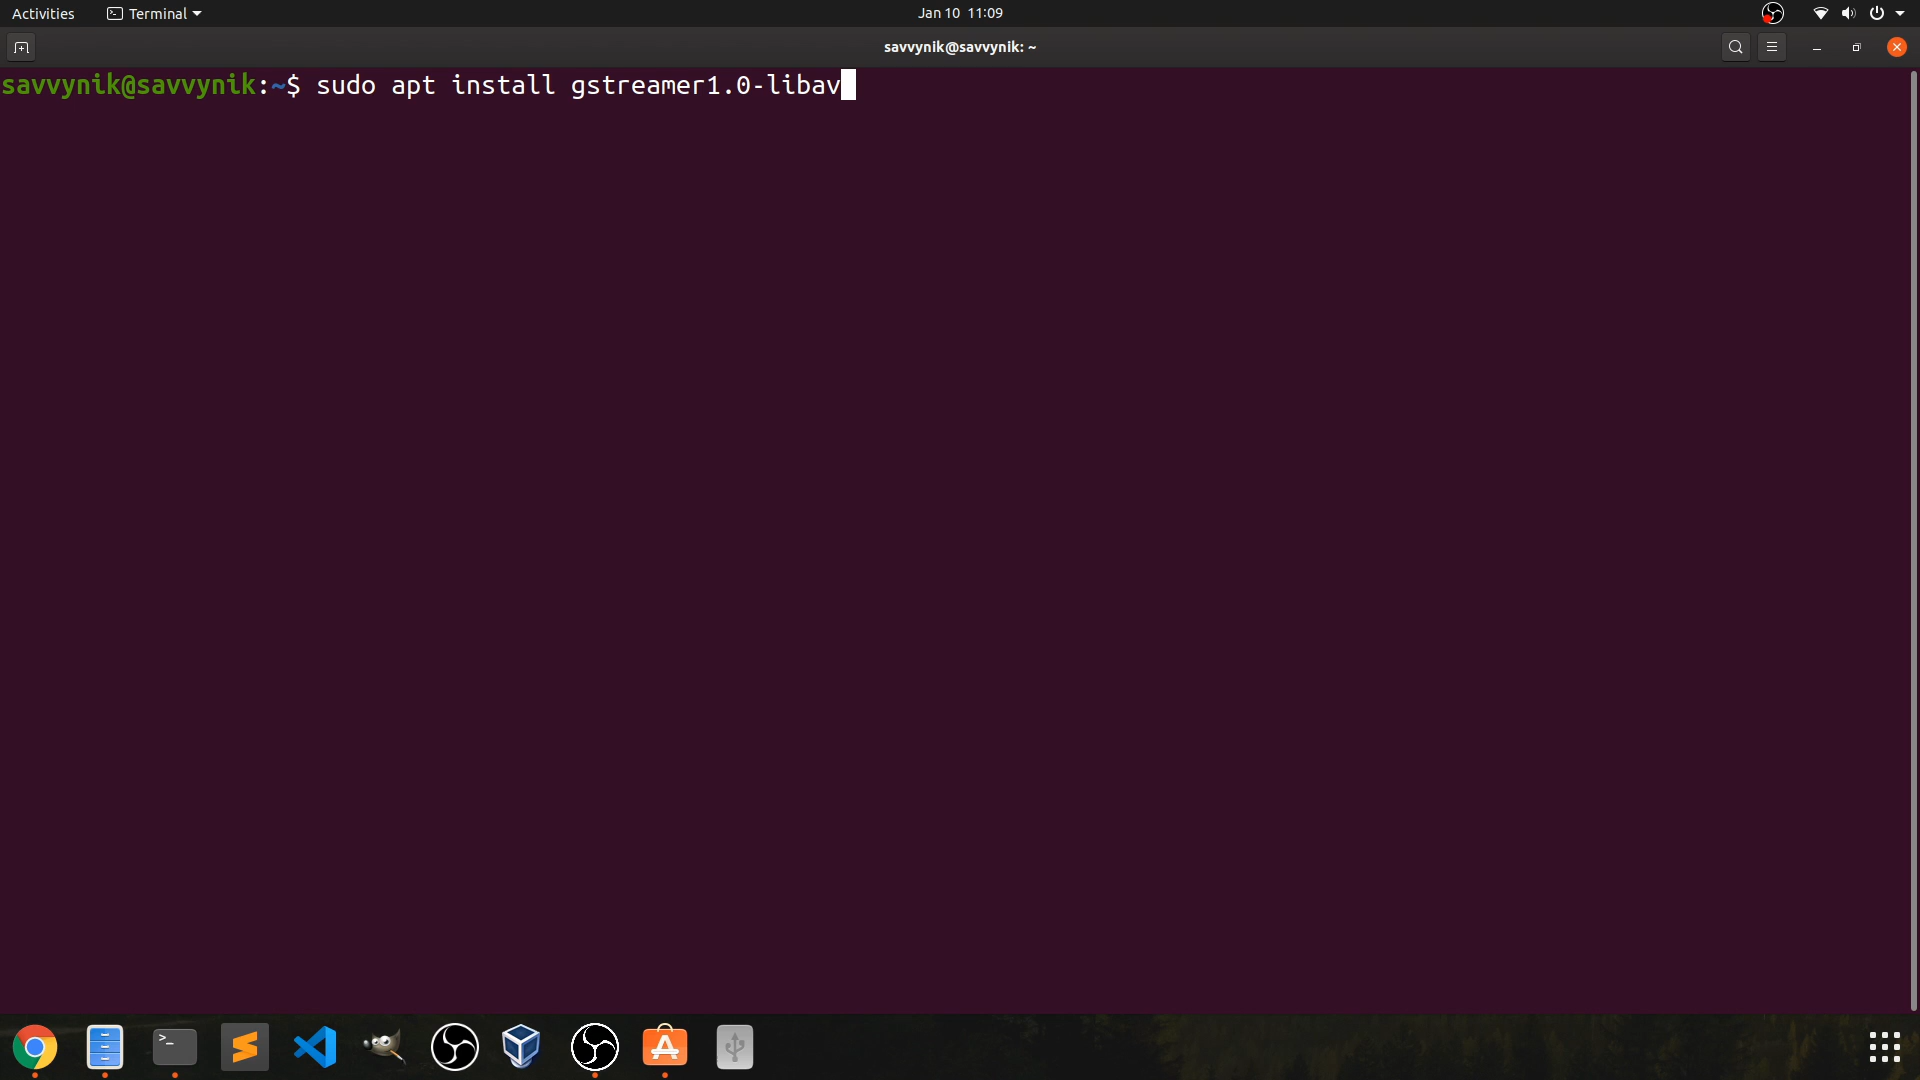 Activities
Terminal
Jan 10 11:09
savvynik@savvynik: ~
savvynik@savvynik:~$ sudo apt install gstreamer1.0-libav
>_